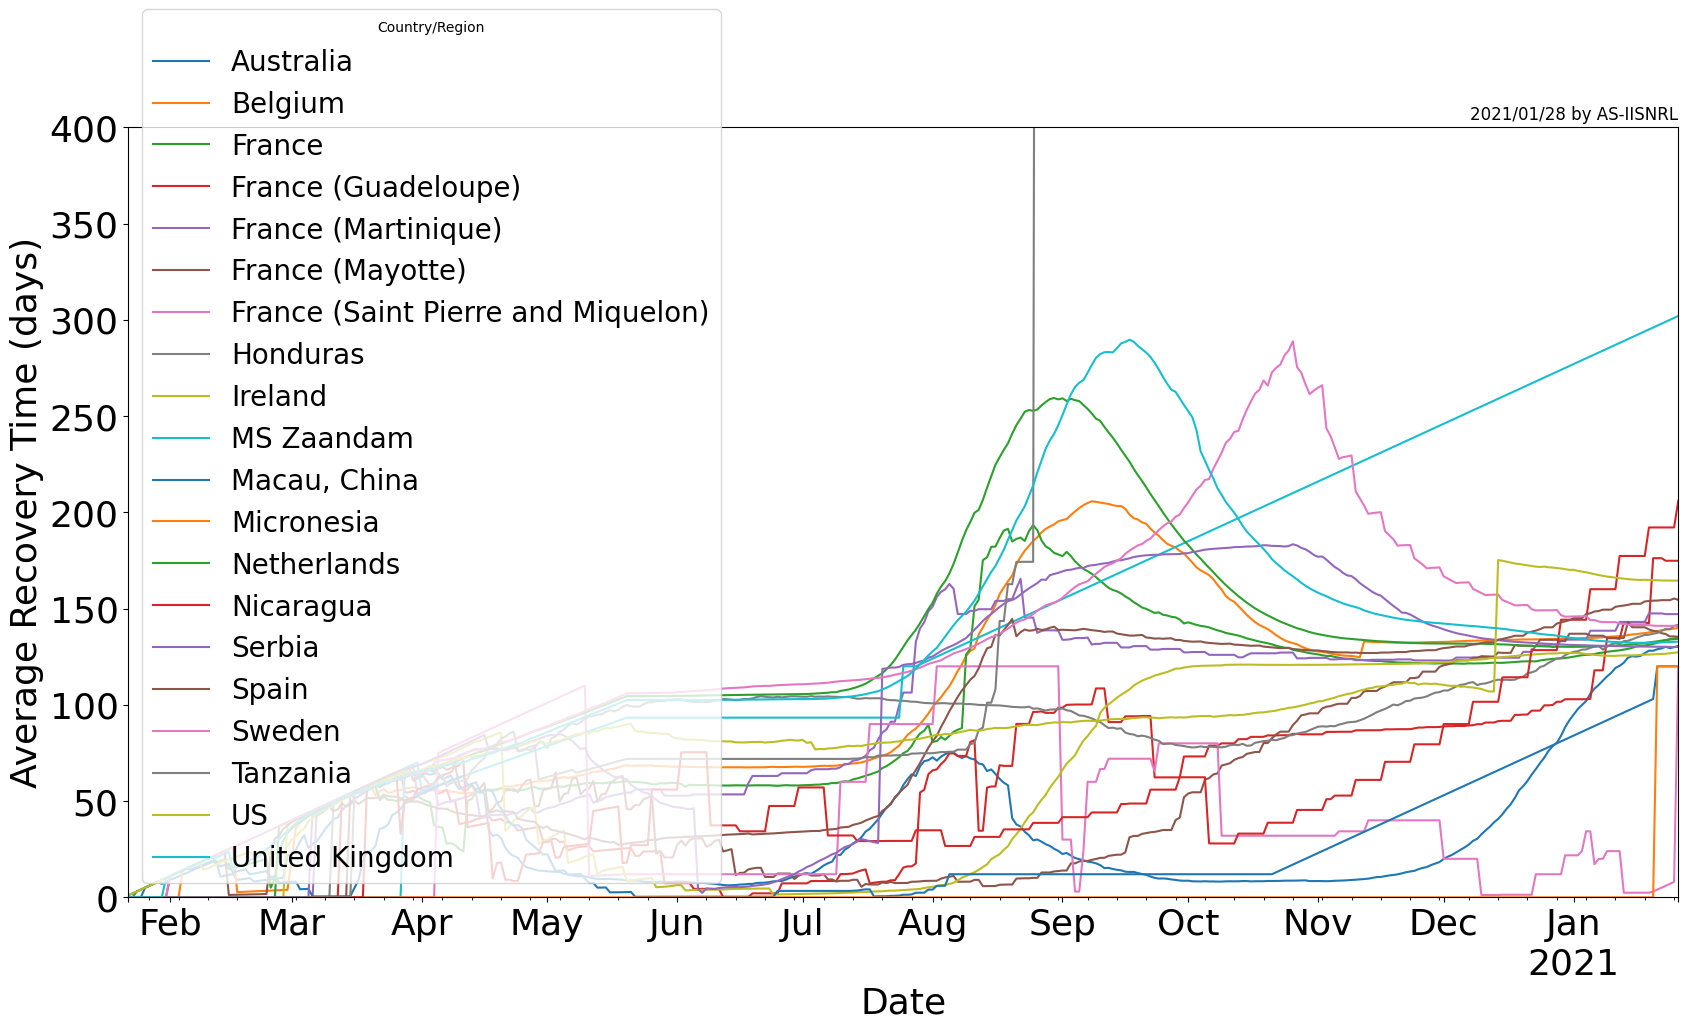 Country/Region
Australia
Belgium
France
France (Guadeloupe)
France (Martinique)
France (Mayotte)
France (Saint Pierre and Miquelon)
Honduras
Ireland
MS Zaandam
Macau, China
Micronesia
Netherlands
Nicaragua
Serbia
Spain
Sweden
Tanzania
US
United Kingdom
2021/01/28 by AS-IISNRL
400
350
300
250
200
150
100
50
0
Average Recovery Time (days)
Feb Mar Apr May Jun Jul Aug Sep Oct Nov Dec Jan
2021
Date